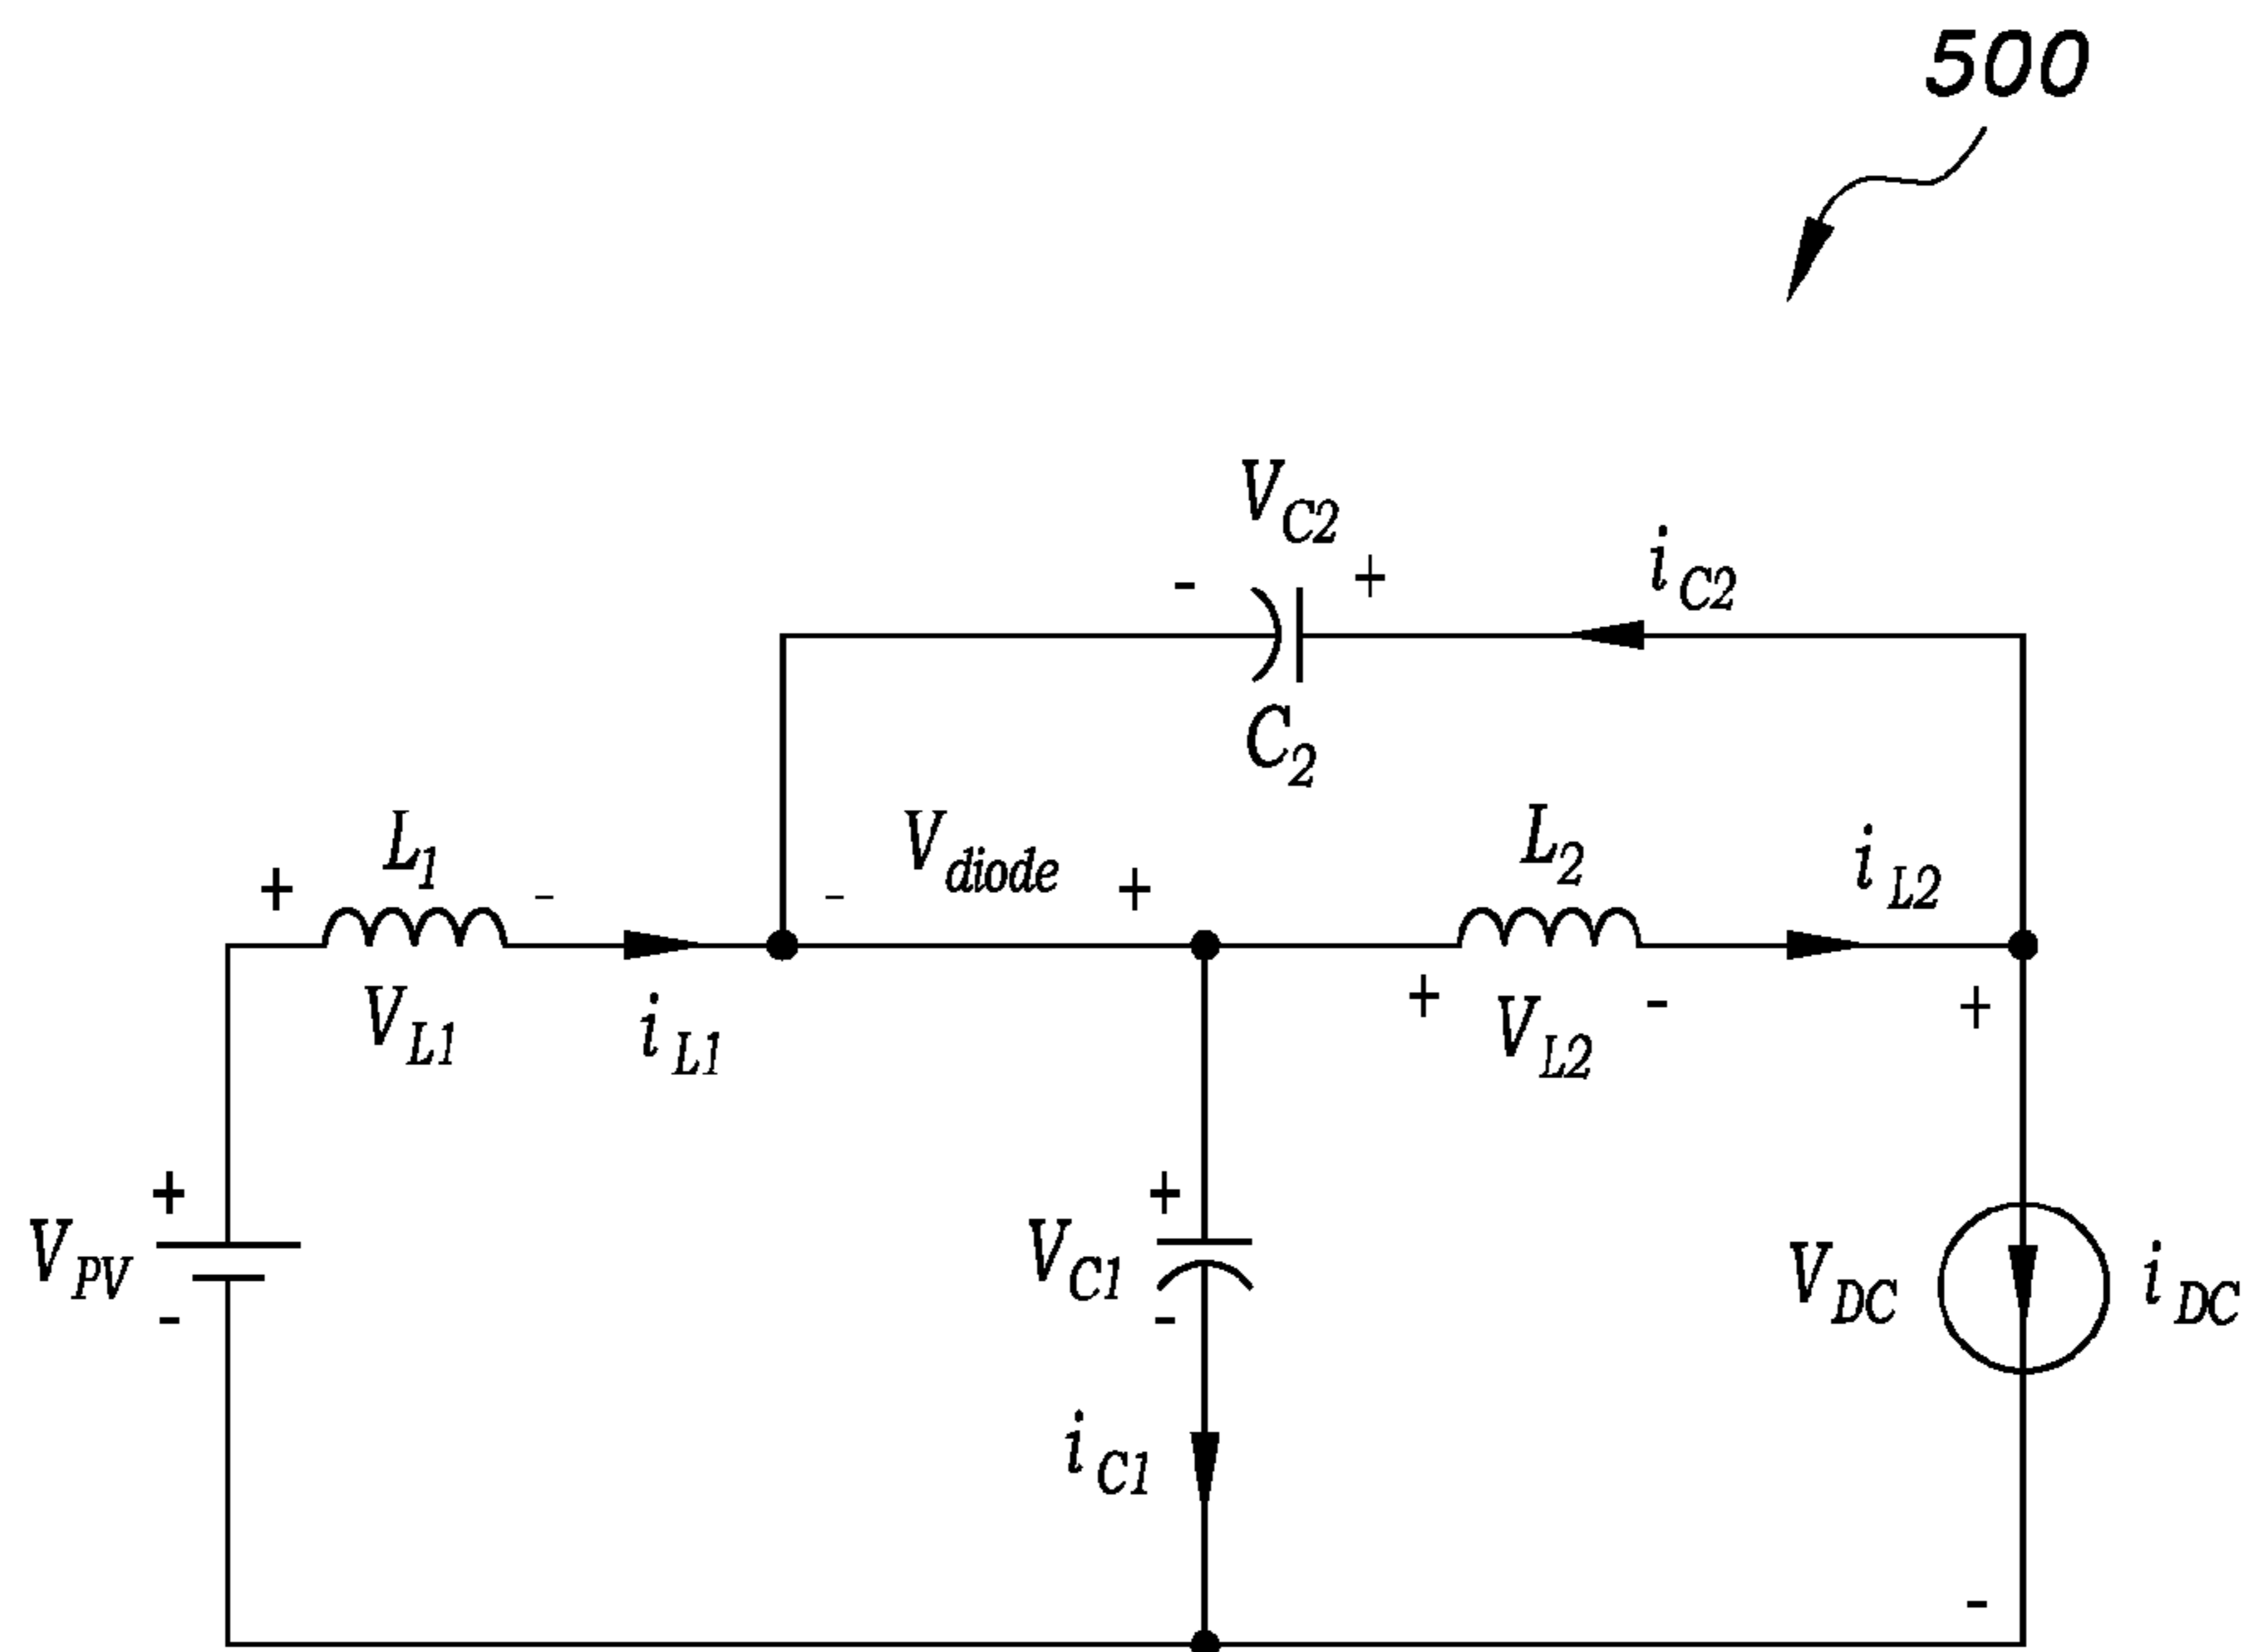 500
V_C2
- +
i_C2
C_2
L_1
V_diode
L_2
i_L2
+ - - +
V_L1
i_L1
+ V_L2 - +
+
V_PV
-
+
V_C1
-
V_DC
i_DC
i_C1
-